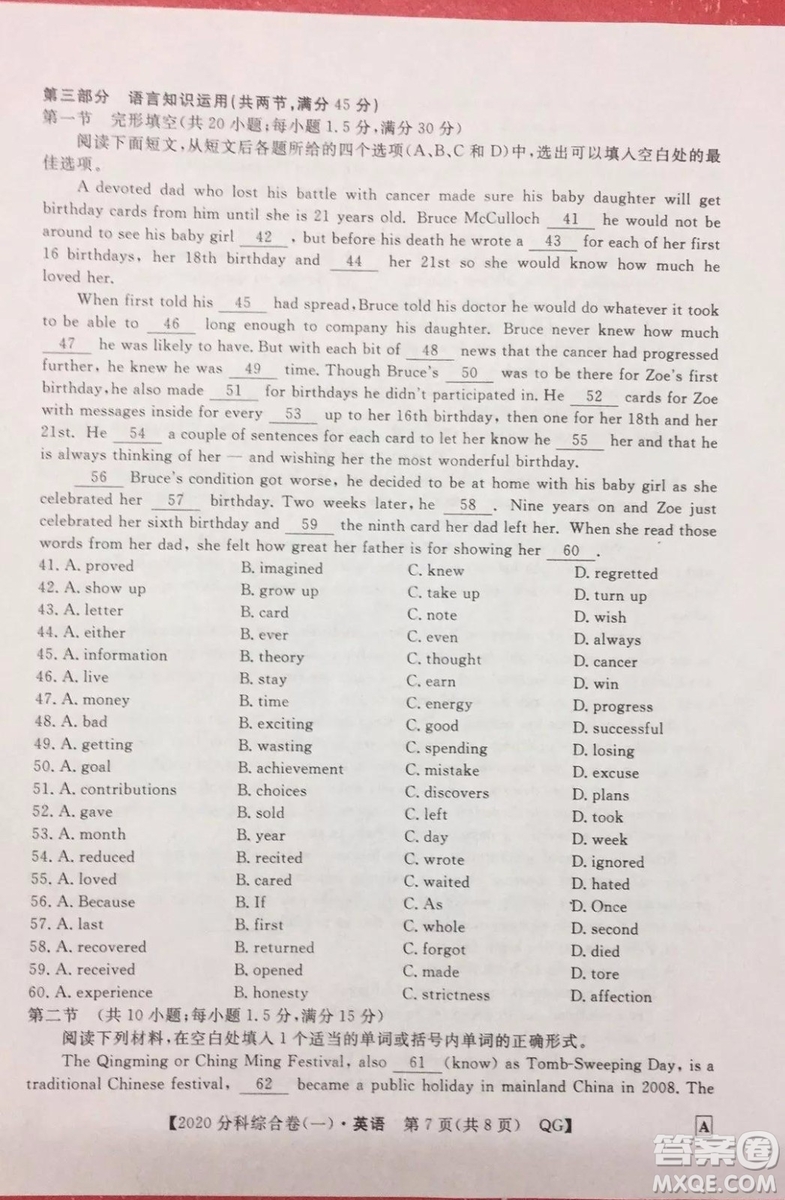 第三部分 语言知识运用(共两节,满分45分)
第一节 完形填空(共20小题;每小题1.5分,满分30分)
阅读下面短文,从短文后各题所给的四个选项(A、B、C和D)中,选出可以填入空白处的最
佳选项。
A devoted dad who lost his battle with cancer made sure his baby daughter will get
birthday cards from him until she is 21 years old. Bruce McCulloch 41 he would not be
around to see his baby girl 42 , but before his death he wrote a 43 for each of her first
16 birthdays, her 18th birthday and 44 her 21st so she would know how much he
loved her.
When first told his 45 had spread, Bruce told his doctor he would do whatever it took
to be able to 46 long enough to company his daughter. Bruce never knew how much
47 he was likely to have. But with each bit of 48 news that the cancer had progressed
further, he knew he was 49 time. Though Bruce's 50 was to be there for Zoe's first
birthday, he also made 51 for birthdays he didn't participated in. He 52 cards for Zoe
with messages inside for every 53 up to her 16th birthday, then one for her 18th and her
21st. He 54 a couple of sentences for each card to let her know he 55 her and that he
is always thinking of her — and wishing her the most wonderful birthday.
56 Bruce's condition got worse, he decided to be at home with his baby girl as she
celebrated her 57 birthday. Two weeks later, he 58 . Nine years on and Zoe just
celebrated her sixth birthday and 59 the ninth card her dad left her. When she read those
words from her dad, she felt how great her father is for showing her 60 .
41. A. proved B. imagined C. knew D. regretted
42. A. show up B. grow up C. take up D. turn up
43. A. letter B. card C. note D. wish
44. A. either B. ever C. even D. always
45. A. information B. theory C. thought D. cancer
46. A. live B. stay C. earn D. win
47. A. money B. time C. energy D. progress
48. A. bad B. exciting C. good D. successful
49. A. getting B. wasting C. spending D. losing
50. A. goal B. achievement C. mistake D. excuse
51. A. contributions B. choices C. discovers D. plans
52. A. gave B. sold C. left D. took
53. A. month B. year C. day D. week
54. A. reduced B. recited C. wrote D. ignored
55. A. loved B. cared C. waited D. hated
56. A. Because B. If C. As D. Once
57. A. last B. first C. whole D. second
58. A. recovered B. returned C. forgot D. died
59. A. received B. opened C. made D. tore
60. A. experience B. honesty C. strictness D. affection
第二节 (共10小题;每小题1.5分,满分15分)
阅读下列材料,在空白处填入1个适当的单词或括号内单词的正确形式。
The Qingming or Ching Ming Festival, also 61 (know) as Tomb-Sweeping Day, is a
traditional Chinese festival, 62 became a public holiday in mainland China in 2008. The
【2020分科综合卷(一)·英语 第7页(共8页) QG】 A
答案圈
MXQE.COM